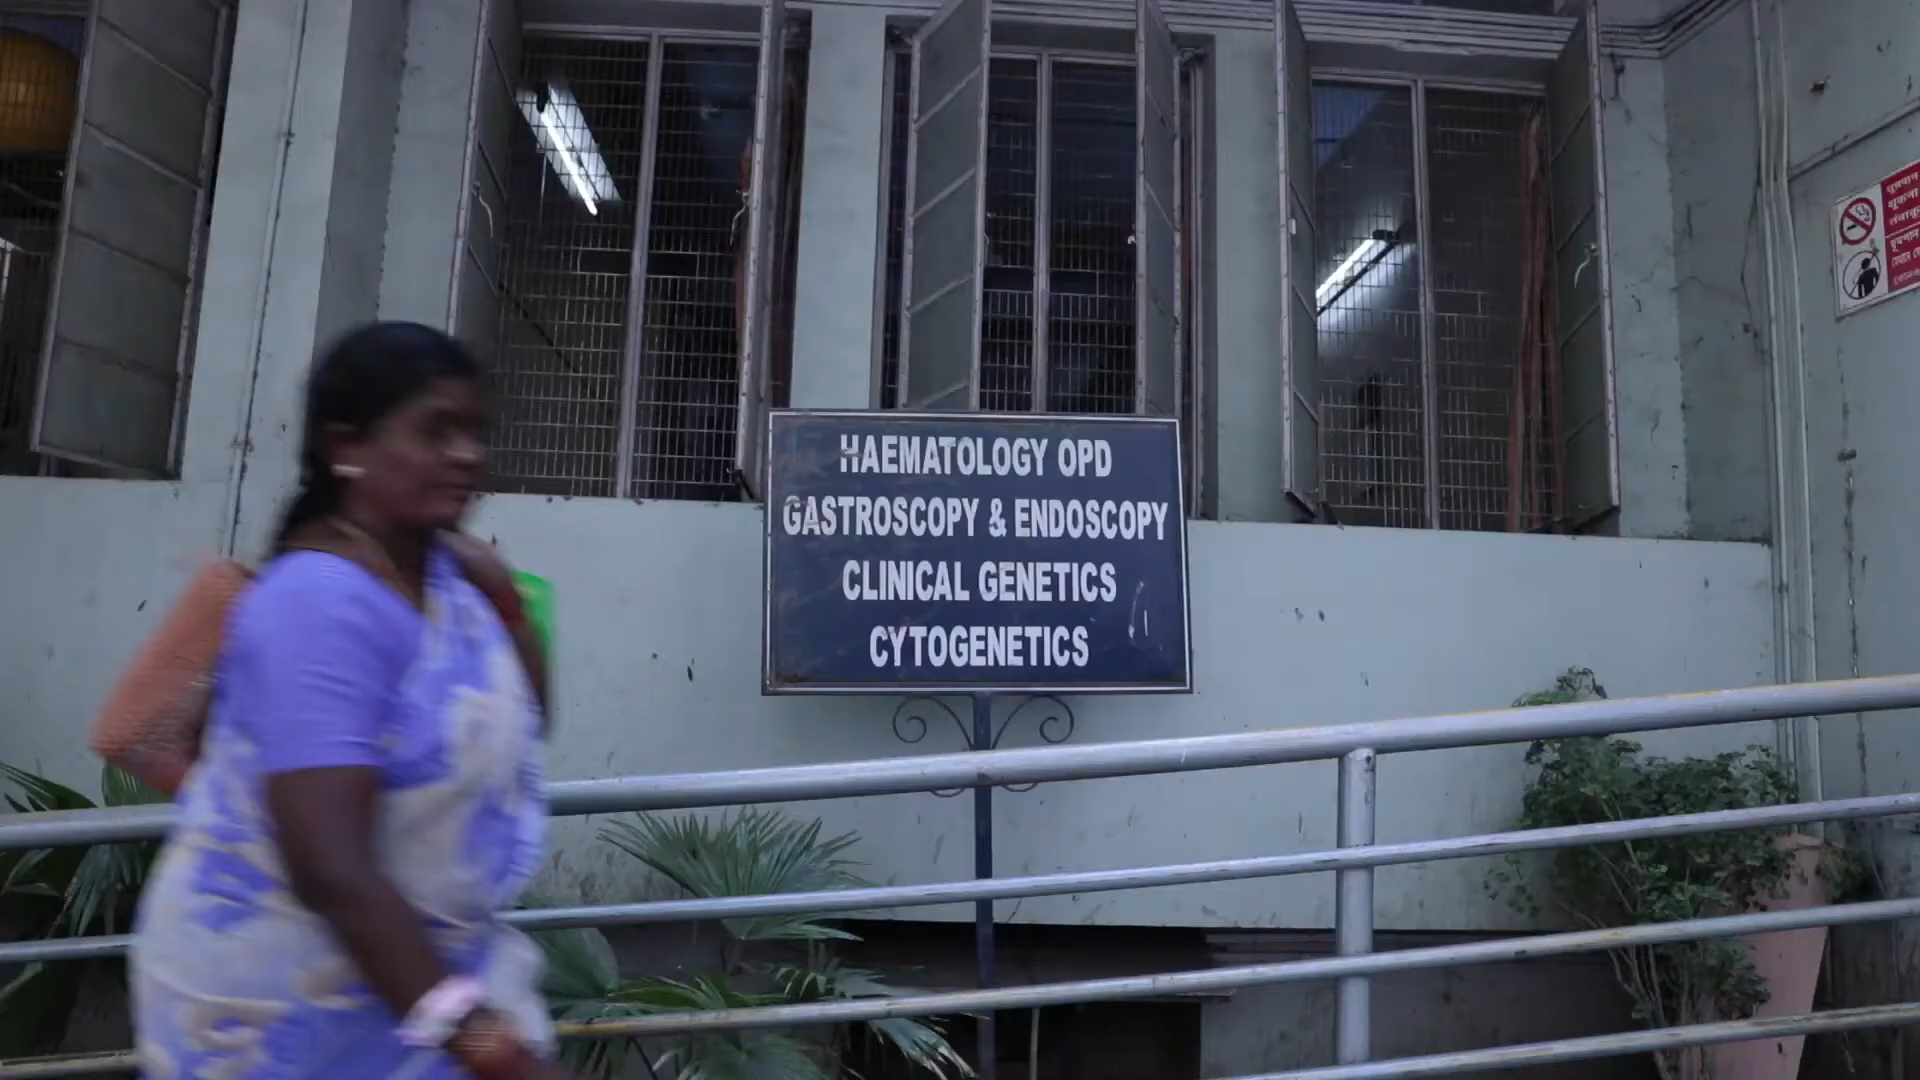 HAEMATOLOGY OPD
GASTROSCOPY & ENDOSCOPY
CLINICAL GENETICS
CYTOGENETICS